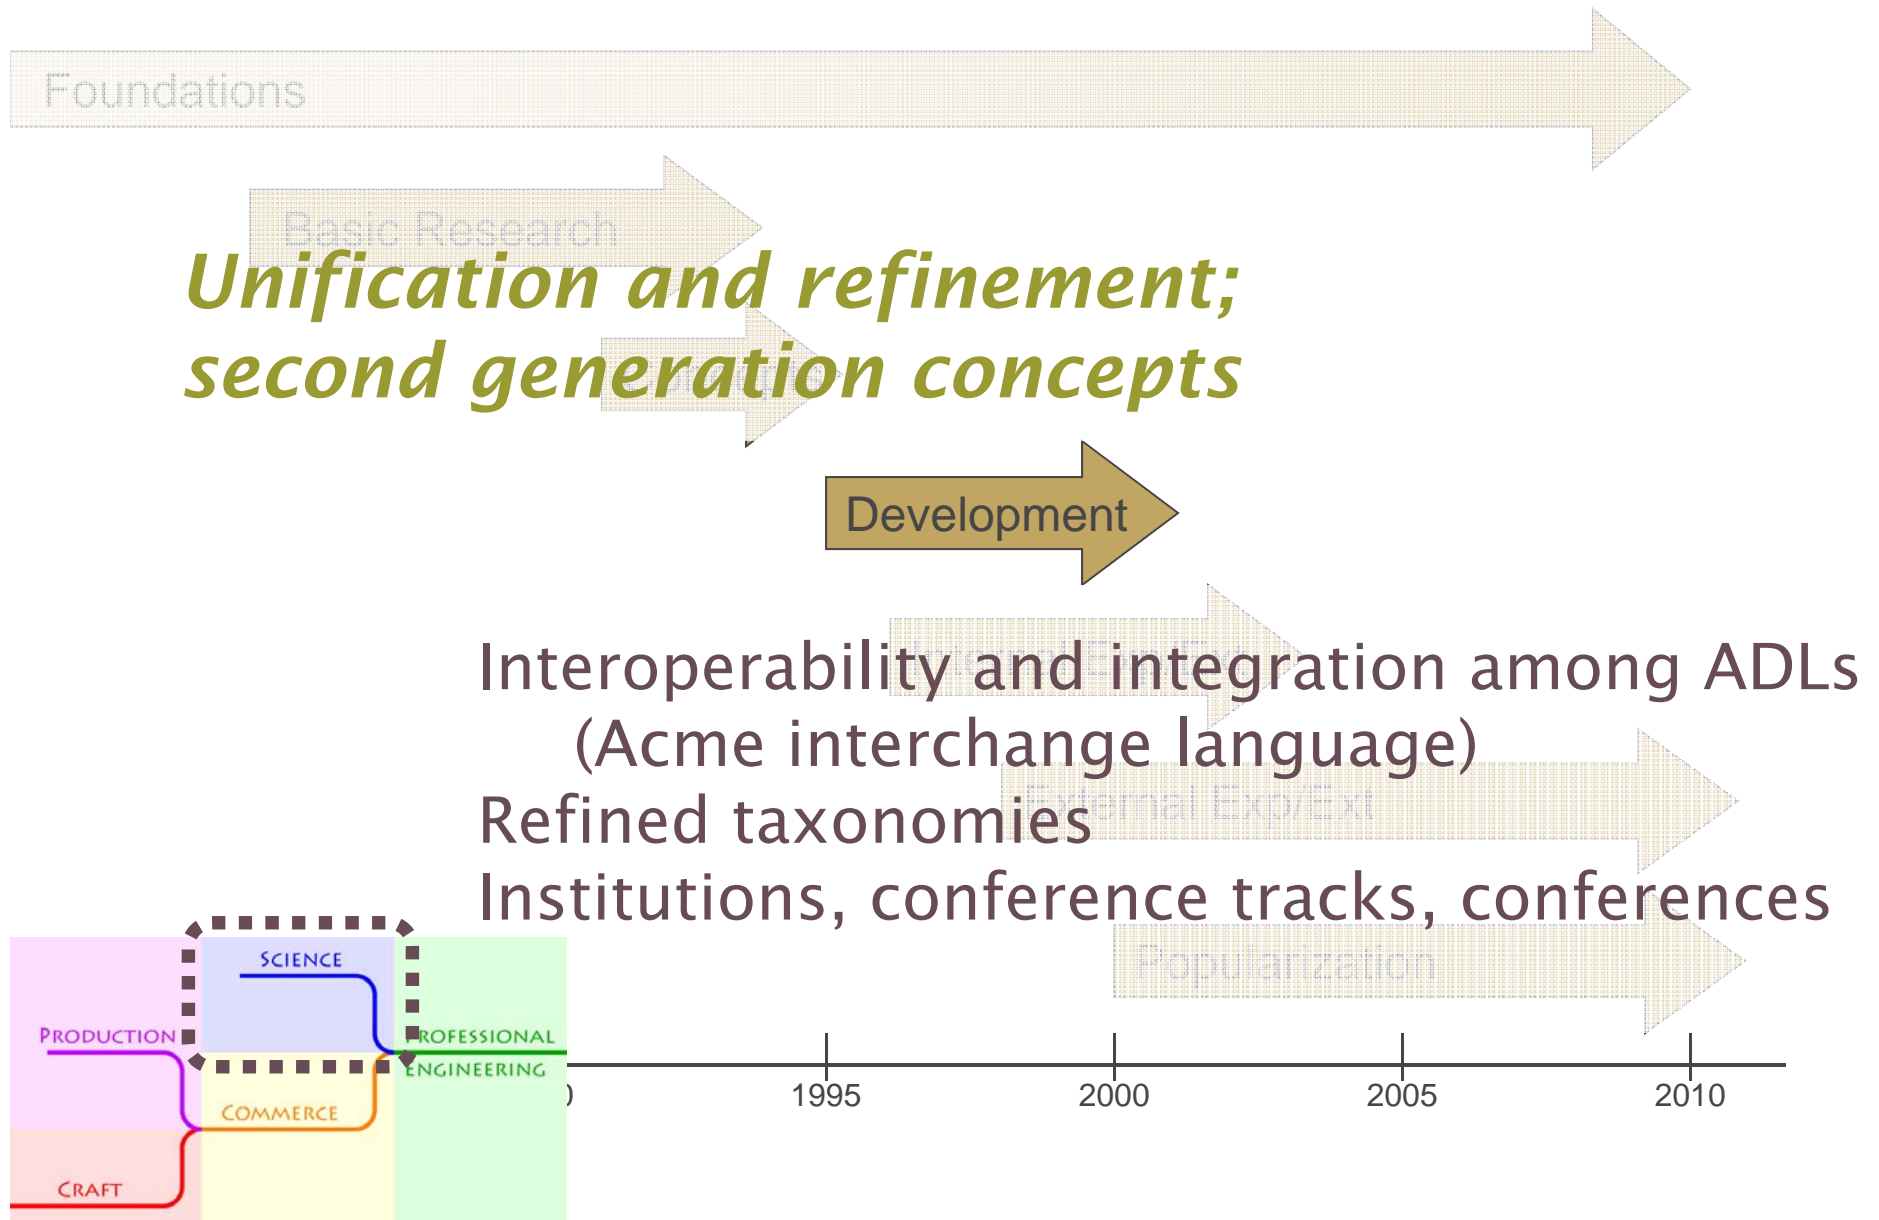 Foundations
Basic Research
Unification and refinement;
second generation concepts
Development
Interoperability and integration among ADLs
(Acme interchange language)
External Exp/Ext
Refined taxonomies
Institutions, conference tracks, conferences
Popularization
SCIENCE
PRODUCTION
PROFESSIONAL
ENGINEERING
COMMERCE
CRAFT
1995
2000
2005
2010